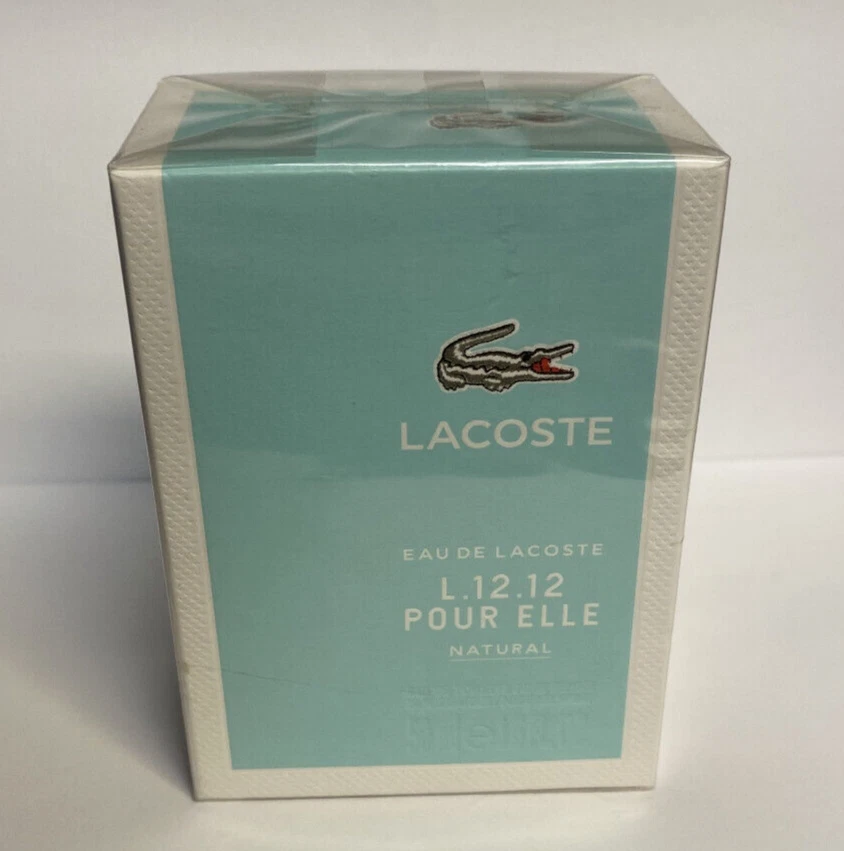 LACOSTE
EAU DE LACOSTE
L.12.12
POUR ELLE
NATURAL